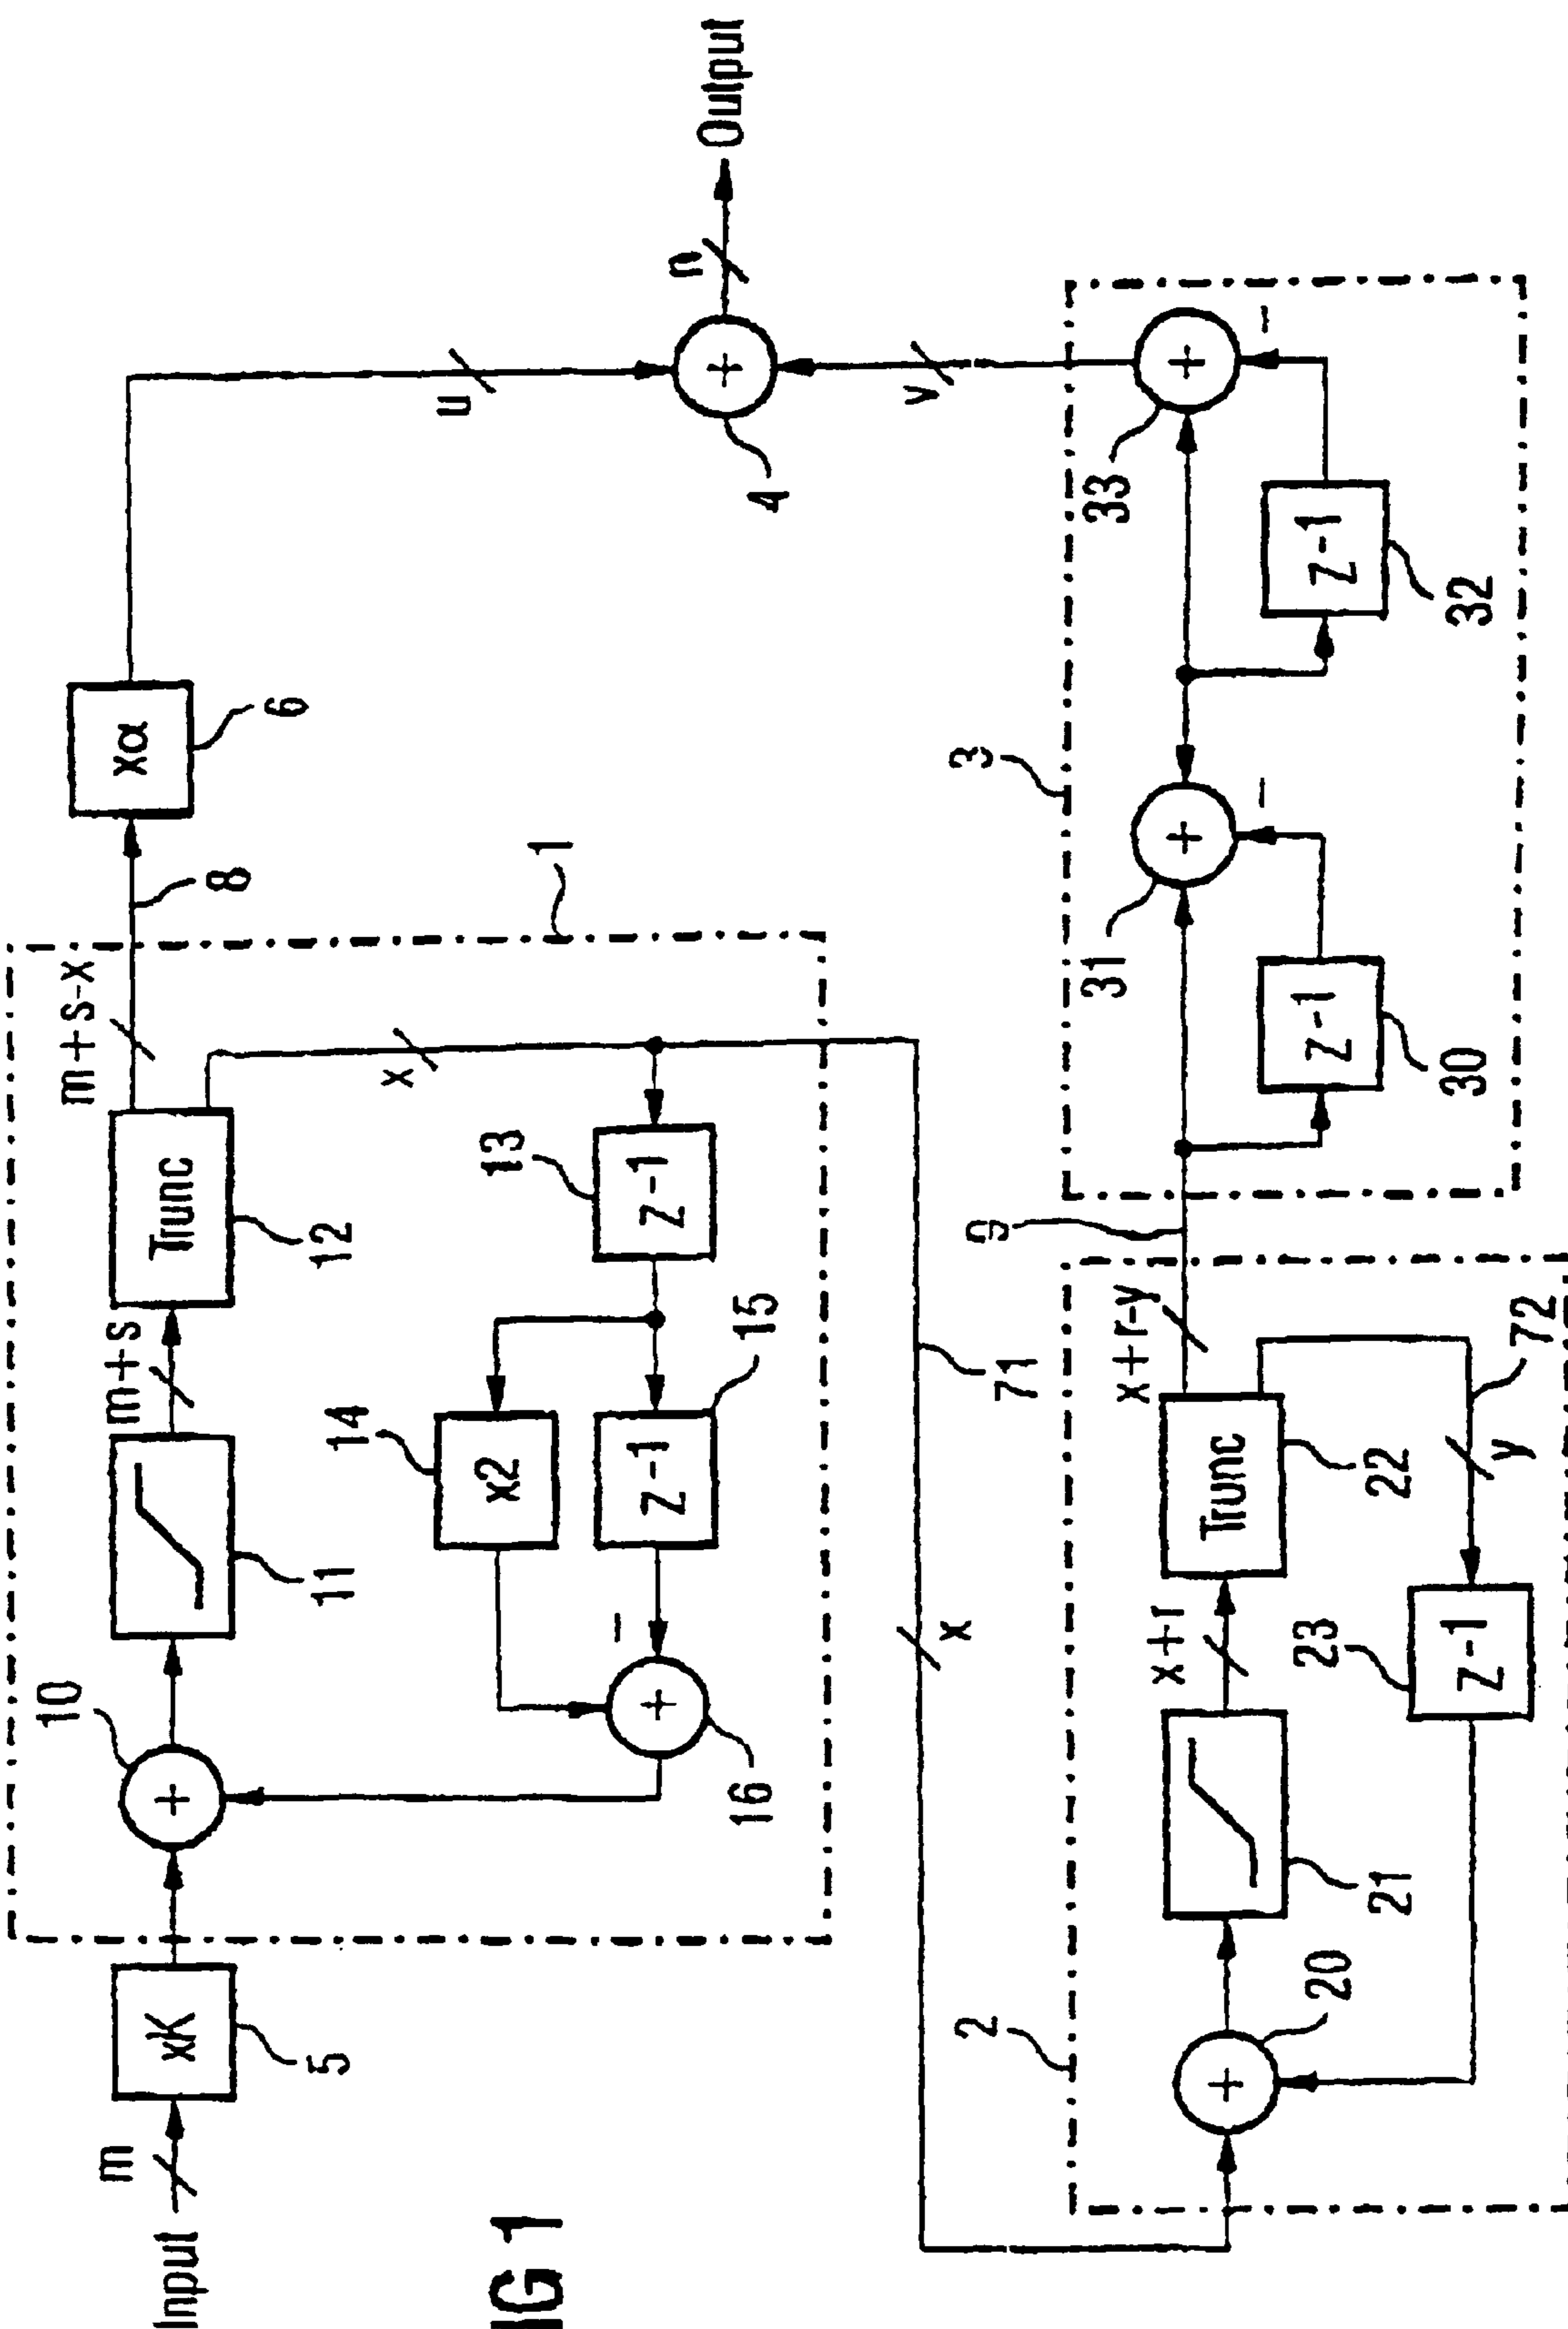 Input
m
xK
5
10
+
11
m+s
Trunc
12
m+s-x
8
xα
6
1
x
13
z-1
14
x2
15
z-1
-
+
16
u
4
+
n
Output
v
71
x
2
20
+
21
x+r
Trunc
22
x+r-y
72
y
23
z-1
9
3
30
z-1
31
+
-
32
z-1
33
+
-
IG 1